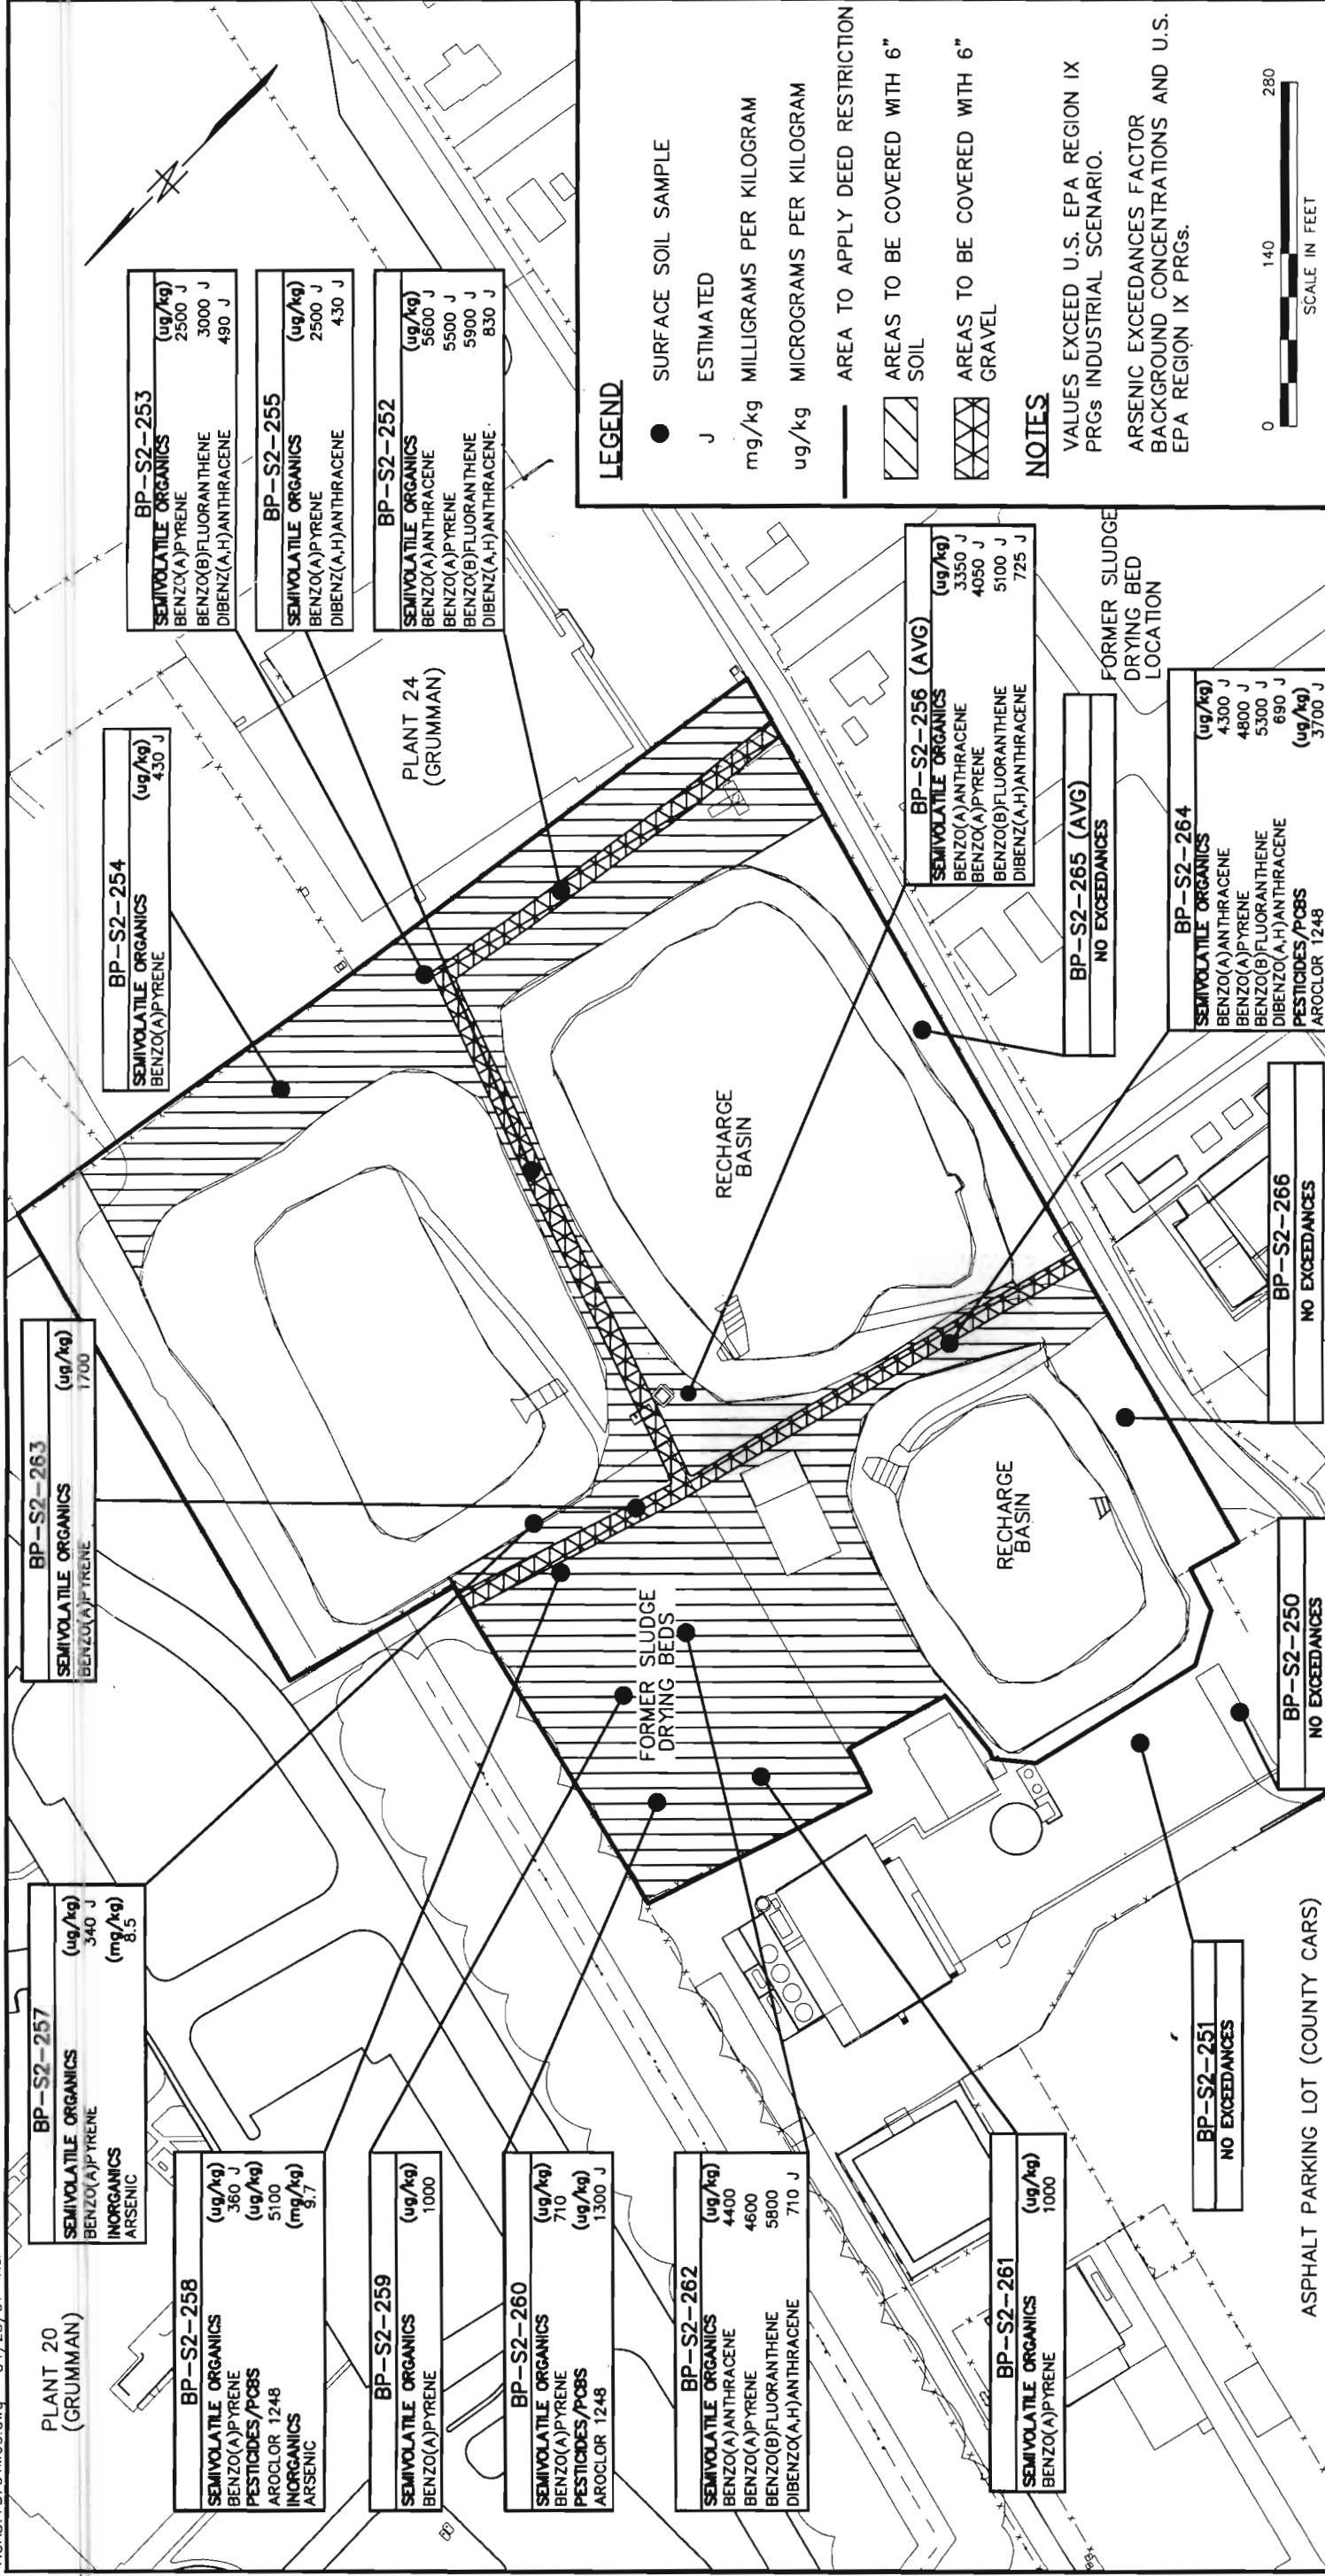 PLANT 20
(GRUMMAN)
BP-S2-257
SEMIVOLATILE ORGANICS (ug/kg)
BENZO(A)PYRENE 340 J
INORGANICS (mg/kg)
ARSENIC 8.5
BP-S2-258
SEMIVOLATILE ORGANICS (ug/kg)
BENZO(A)PYRENE 360 J
PESTICIDES/PCBS (ug/kg)
AROCLOR 1248 5100
INORGANICS (mg/kg)
ARSENIC 9.7
BP-S2-259
SEMIVOLATILE ORGANICS (ug/kg)
BENZO(A)PYRENE 1000
BP-S2-260
SEMIVOLATILE ORGANICS (ug/kg)
BENZO(A)PYRENE 710
PESTICIDES/PCBS (ug/kg)
AROCLOR 1248 1300 J
BP-S2-262
SEMIVOLATILE ORGANICS (ug/kg)
BENZO(A)ANTHRACENE 4400
BENZO(A)PYRENE 4600
BENZO(B)FLUORANTHENE 5800
DIBENZO(A,H)ANTHRACENE 710 J
BP-S2-261
SEMIVOLATILE ORGANICS (ug/kg)
BENZO(A)PYRENE 1000
BP-S2-251
NO EXCEEDANCES
ASPHALT PARKING LOT (COUNTY CARS)
BP-S2-263
SEMIVOLATILE ORGANICS (ug/kg)
BENZO(A)PYRENE 1700
FORMER SLUDGE
DRYING BEDS
RECHARGE
BASIN
BP-S2-250
NO EXCEEDANCES
BP-S2-266
NO EXCEEDANCES
BP-S2-254
SEMIVOLATILE ORGANICS (ug/kg)
BENZO(A)PYRENE 430 J
RECHARGE
BASIN
BP-S2-265 (AVG)
NO EXCEEDANCES
BP-S2-264
SEMIVOLATILE ORGANICS (ug/kg)
BENZO(A)ANTHRACENE 4300 J
BENZO(A)PYRENE 4800 J
BENZO(B)FLUORANTHENE 5300 J
DIBENZO(A,H)ANTHRACENE 690 J
PESTICIDES/PCBS (ug/kg)
AROCLOR 1248 3700 J
PLANT 24
(GRUMMAN)
BP-S2-256 (AVG)
SEMIVOLATILE ORGANICS (ug/kg)
BENZO(A)ANTHRACENE 3350 J
BENZO(A)PYRENE 4050 J
BENZO(B)FLUORANTHENE 5100 J
DIBENZ(A,H)ANTHRACENE 725 J
FORMER SLUDGE
DRYING BED
LOCATION
BP-S2-253
SEMIVOLATILE ORGANICS (ug/kg)
BENZO(A)PYRENE 2500 J
BENZO(B)FLUORANTHENE 3000 J
DIBENZ(A,H)ANTHRACENE 490 J
BP-S2-255
SEMIVOLATILE ORGANICS (ug/kg)
BENZO(A)PYRENE 2500 J
DIBENZ(A,H)ANTHRACENE 430 J
BP-S2-252
SEMIVOLATILE ORGANICS (ug/kg)
BENZO(A)ANTHRACENE 5600 J
BENZO(A)PYRENE 5500 J
BENZO(B)FLUORANTHENE 5900 J
DIBENZ(A,H)ANTHRACENE 830 J
LEGEND
SURFACE SOIL SAMPLE
J ESTIMATED
mg/kg MILLIGRAMS PER KILOGRAM
ug/kg MICROGRAMS PER KILOGRAM
AREA TO APPLY DEED RESTRICTION
AREAS TO BE COVERED WITH 6"
SOIL
AREAS TO BE COVERED WITH 6"
GRAVEL
NOTES
VALUES EXCEED U.S. EPA REGION IX
PRGs INDUSTRIAL SCENARIO.
ARSENIC EXCEEDANCES FACTOR
BACKGROUND CONCENTRATIONS AND U.S.
EPA REGION IX PRGs.
0 140 280
SCALE IN FEET